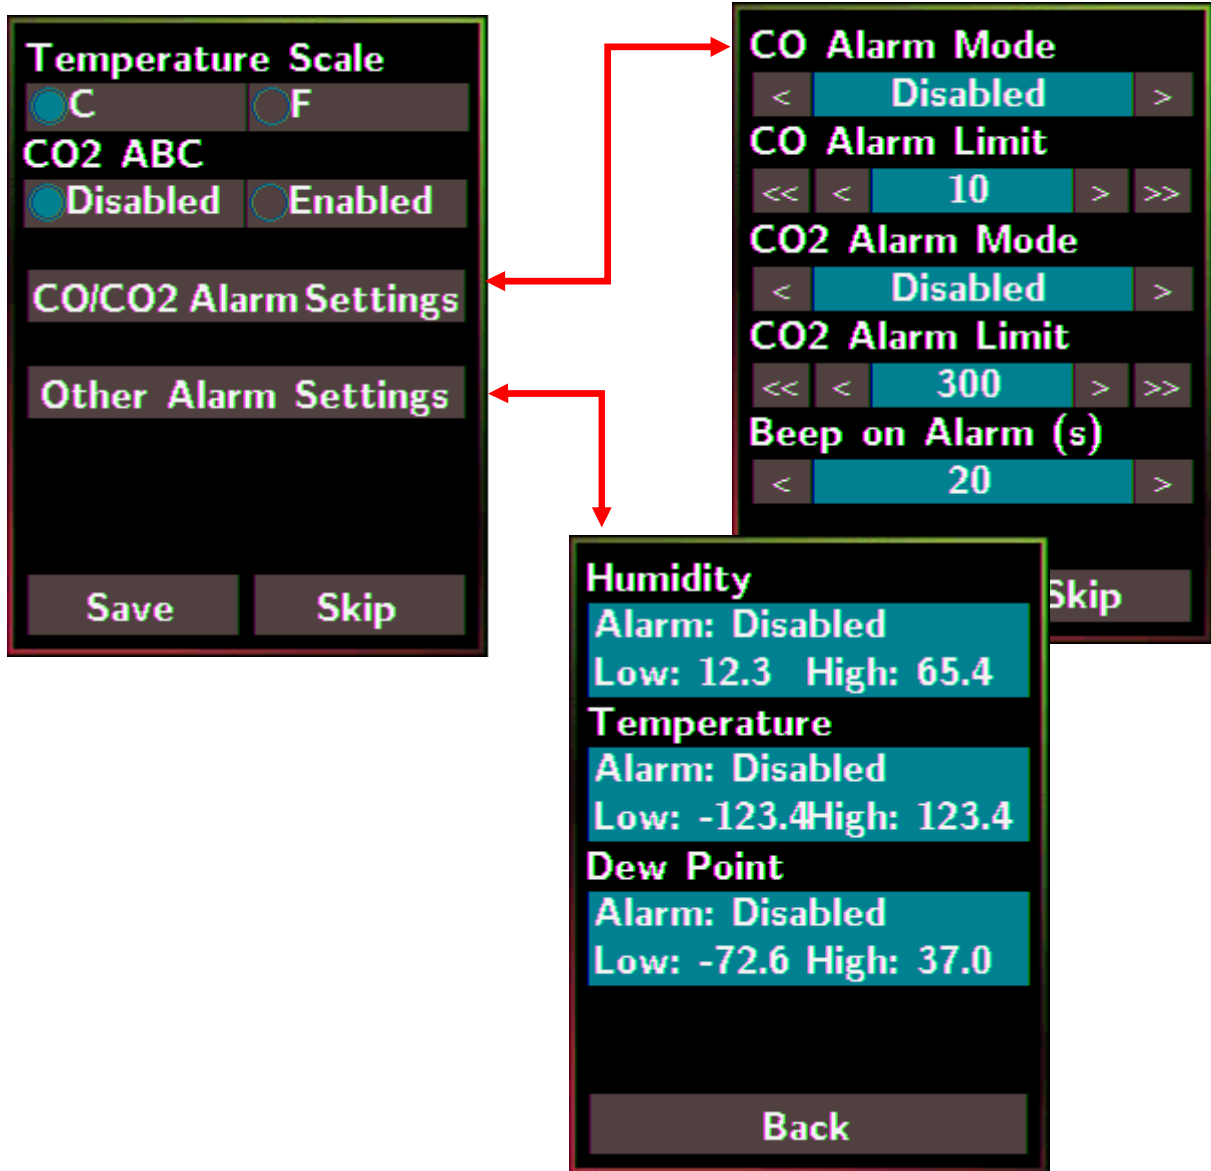 Temperature Scale
C F
CO2 ABC
Disabled Enabled
CO/CO2 Alarm Settings
Other Alarm Settings
Save Skip
CO Alarm Mode
< Disabled >
CO Alarm Limit
<< < 10 > >>
CO2 Alarm Mode
< Disabled >
CO2 Alarm Limit
<< < 300 > >>
Beep on Alarm (s)
< 20 >
Skip
Humidity
Alarm: Disabled
Low: 12.3 High: 65.4
Temperature
Alarm: Disabled
Low: -123.4High: 123.4
Dew Point
Alarm: Disabled
Low: -72.6 High: 37.0
Back